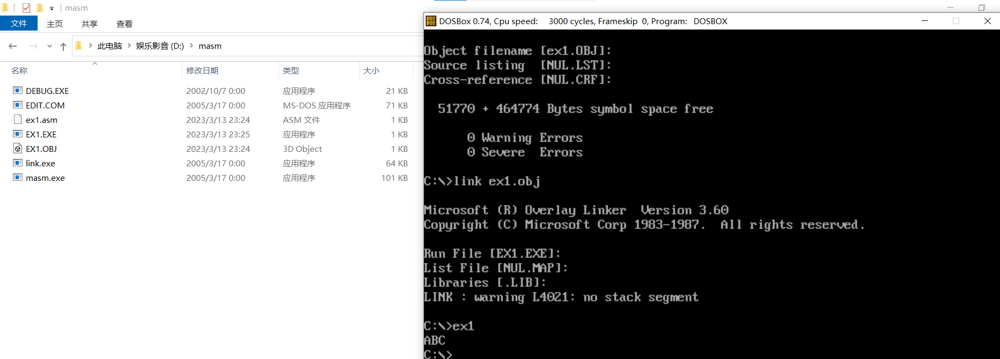 masm
文件 主页 共享 查看
此电脑 娱乐影音 (D:) masm
名称 修改日期 类型 大小
DEBUG.EXE 2002/10/7 0:00 应用程序 21 KB
EDIT.COM 2005/3/17 0:00 MS-DOS 应用程序 71 KB
ex1.asm 2023/3/13 23:24 ASM 文件 1 KB
EX1.EXE 2023/3/13 23:25 应用程序 1 KB
EX1.OBJ 2023/3/13 23:24 3D Object 1 KB
link.exe 2005/3/17 0:00 应用程序 64 KB
masm.exe 2005/3/17 0:00 应用程序 101 KB
DOS BOX
DOSBox 0.74, Cpu speed: 3000 cycles, Frameskip 0, Program: DOSBOX
Object filename [ex1.OBJ]:
Source listing [NUL.LST]:
Cross-reference [NUL.CRF]:
51770 + 464774 Bytes symbol space free
0 Warning Errors
0 Severe Errors
C:\>link ex1.obj
Microsoft (R) Overlay Linker Version 3.60
Copyright (C) Microsoft Corp 1983-1987. All rights reserved.
Run File [EX1.EXE]:
List File [NUL.MAP]:
Libraries [.LIB]:
LINK : warning L4021: no stack segment
C:\>ex1
ABC
C:\>